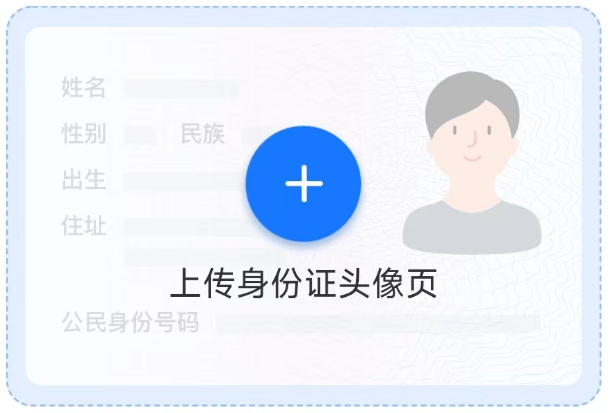 姓名
性别 民族
出生
住址
上传身份证头像页
公民身份号码